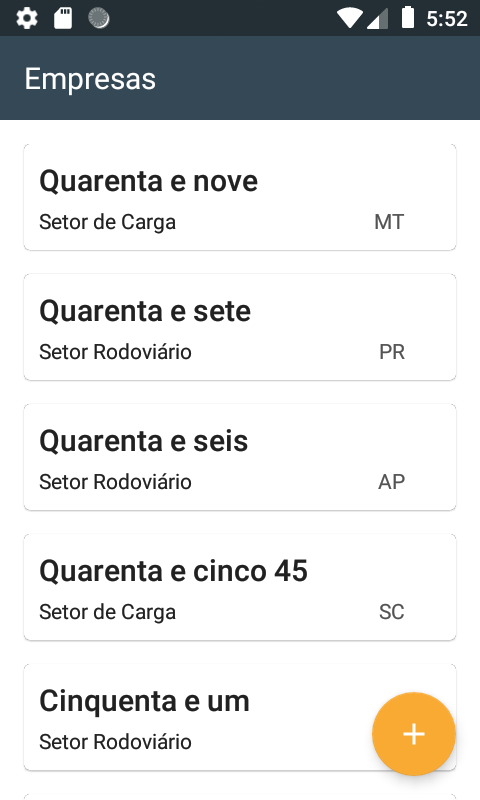 5:52
Empresas
Quarenta e nove
Setor de Carga MT
Quarenta e sete
Setor Rodoviário PR
Quarenta e seis
Setor Rodoviário AP
Quarenta e cinco 45
Setor de Carga SC
Cinquenta e um
Setor Rodoviário
+